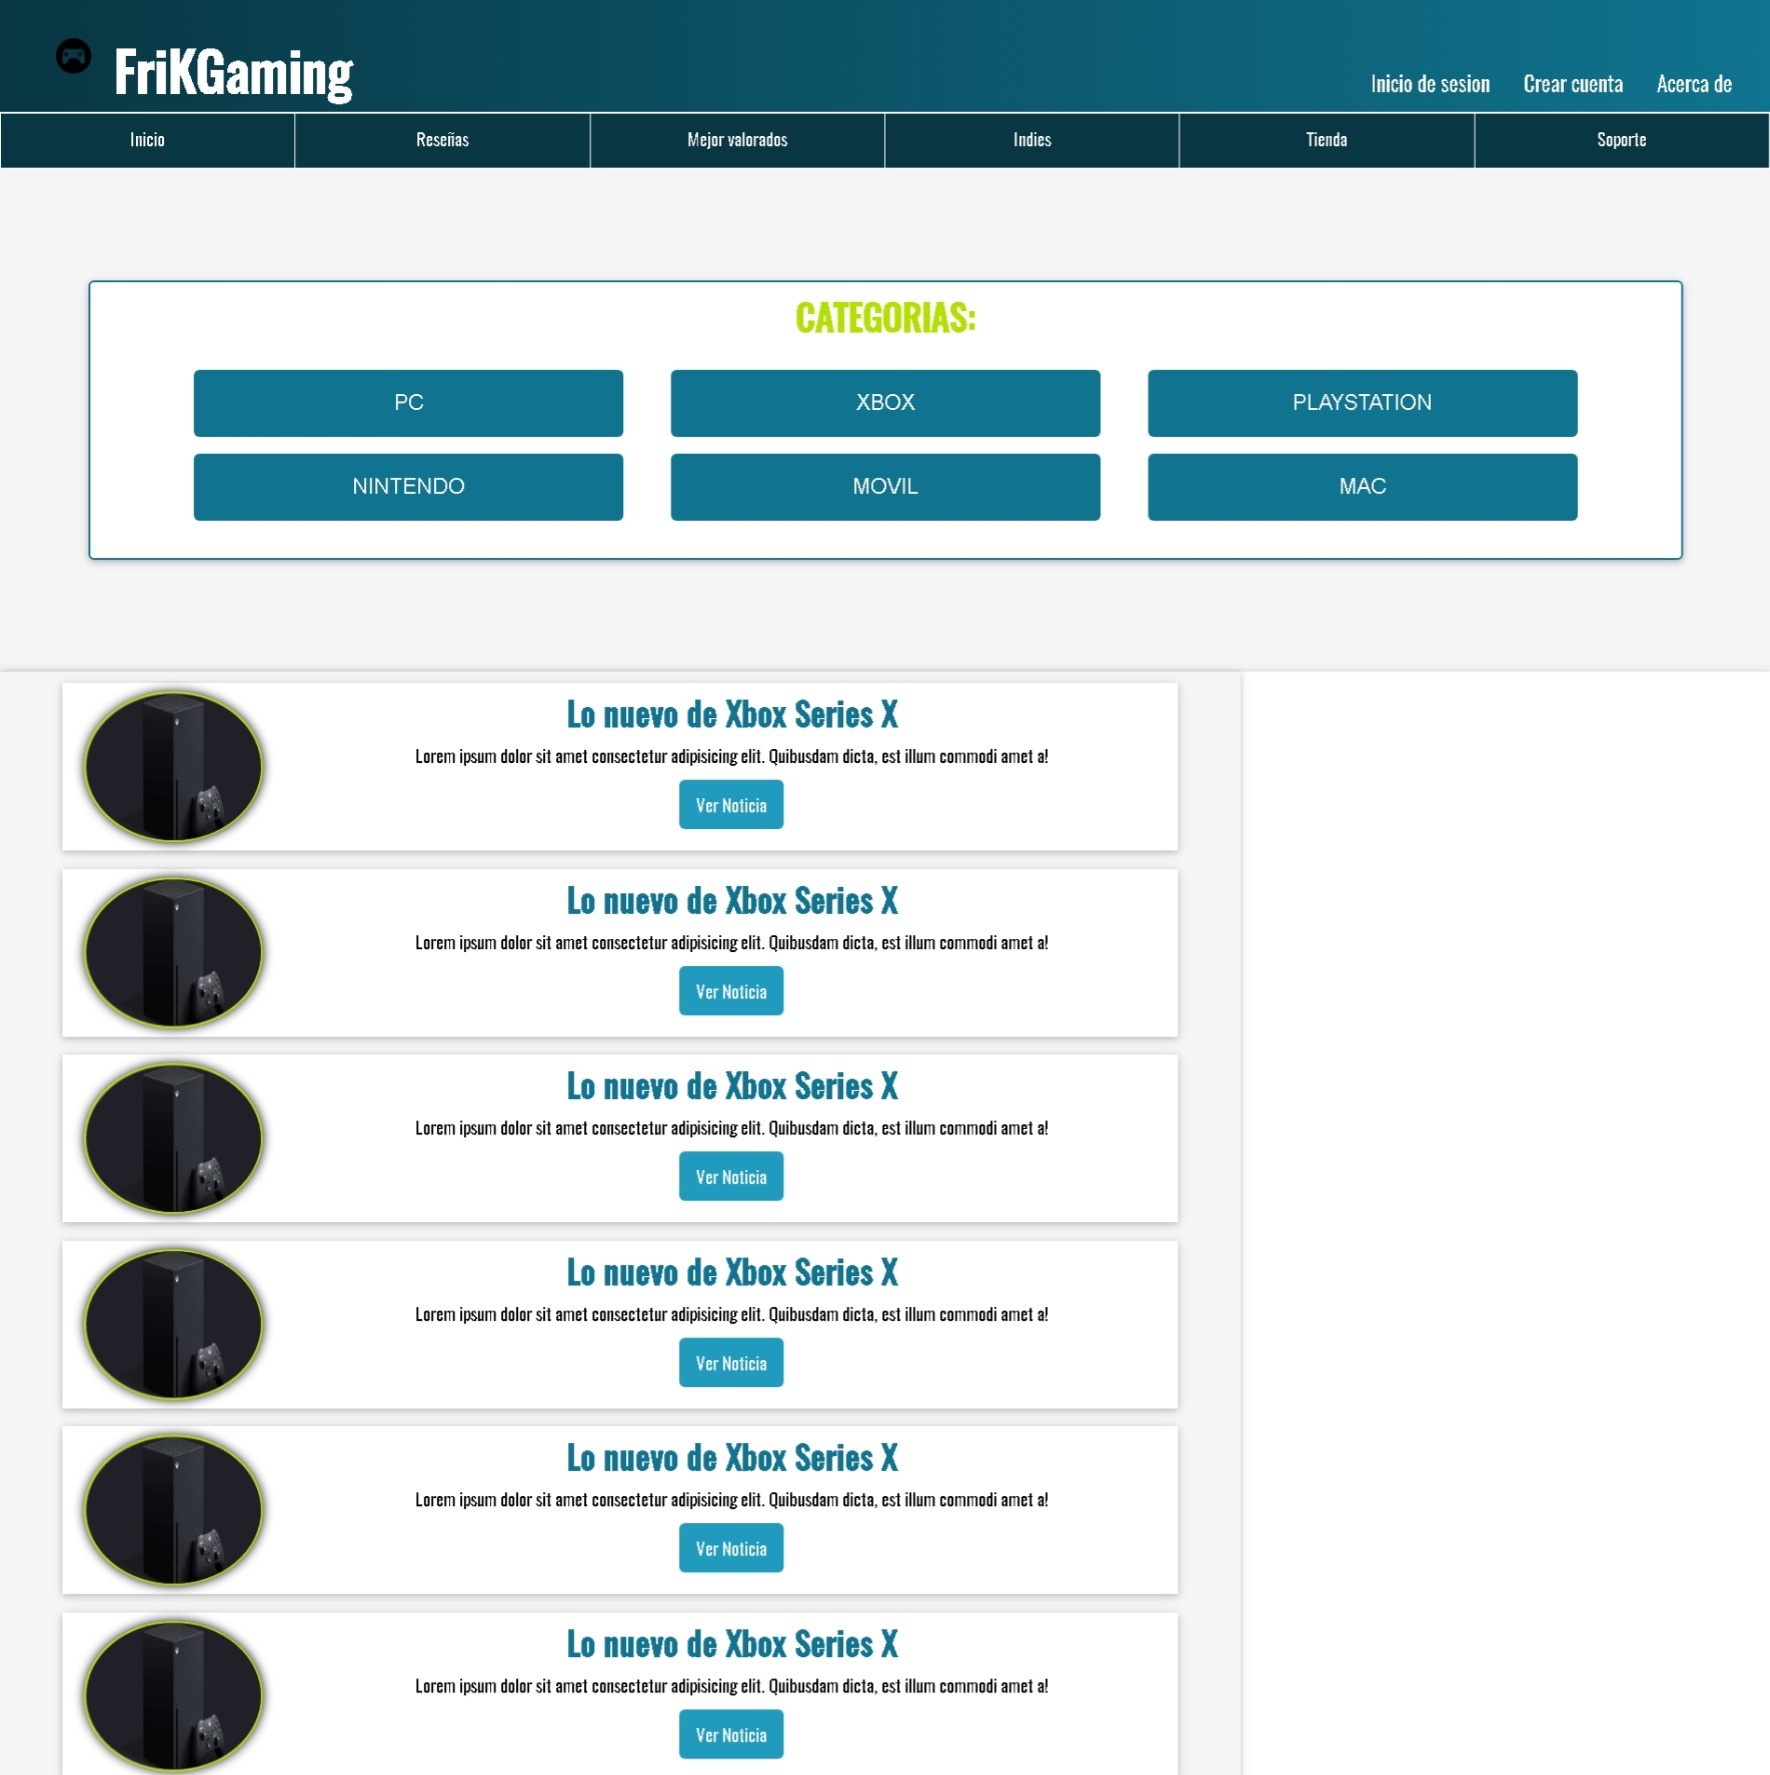 FriKGaming
Inicio de sesion Crear cuenta Acerca de
Inicio Reseñas Mejor valorados Indies Tienda Soporte
CATEGORIAS:
PC XBOX PLAYSTATION
NINTENDO MOVIL MAC
Lo nuevo de Xbox Series X
Lorem ipsum dolor sit amet consectetur adipisicing elit. Quibusdam dicta, est illum commodi amet a!
Ver Noticia
Lo nuevo de Xbox Series X
Lorem ipsum dolor sit amet consectetur adipisicing elit. Quibusdam dicta, est illum commodi amet a!
Ver Noticia
Lo nuevo de Xbox Series X
Lorem ipsum dolor sit amet consectetur adipisicing elit. Quibusdam dicta, est illum commodi amet a!
Ver Noticia
Lo nuevo de Xbox Series X
Lorem ipsum dolor sit amet consectetur adipisicing elit. Quibusdam dicta, est illum commodi amet a!
Ver Noticia
Lo nuevo de Xbox Series X
Lorem ipsum dolor sit amet consectetur adipisicing elit. Quibusdam dicta, est illum commodi amet a!
Ver Noticia
Lo nuevo de Xbox Series X
Lorem ipsum dolor sit amet consectetur adipisicing elit. Quibusdam dicta, est illum commodi amet a!
Ver Noticia